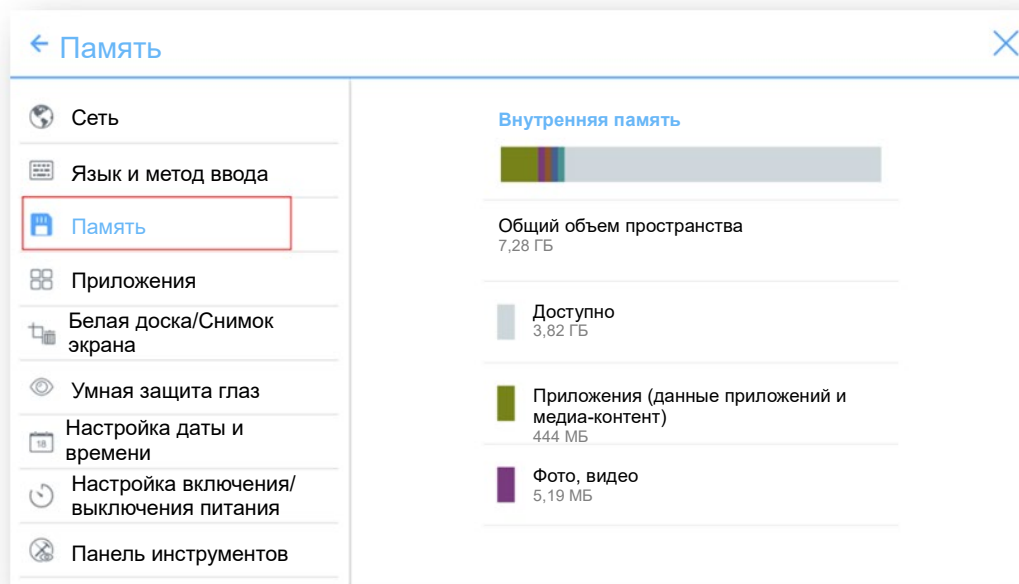 Память
Сеть
Язык и метод ввода
Память
Приложения
Белая доска/Снимок
экрана
Умная защита глаз
18
Настройка даты и
времени
Настройка включения/
выключения питания
Панель инструментов
Внутренняя память
Общий объем пространства
7,28 ГБ
Доступно
3,82 ГБ
Приложения (данные приложений и
медиа-контент)
444 МБ
Фото, видео
5,19 МБ